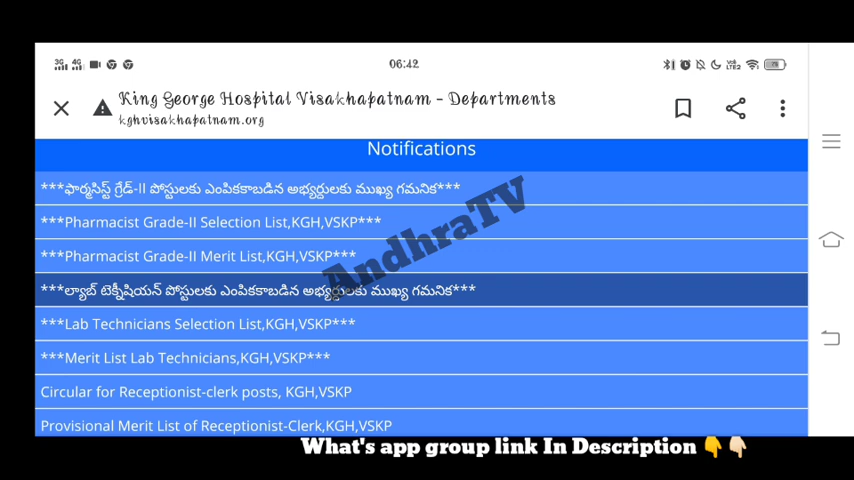 3G 4G 06:42
King George Hospital Visakhapatnam - Departments
kghvisakhapatnam.org
Notifications
***ఫార్మసిస్ట్ గ్రేడ్-II పోస్టులకు ఎంపికకాబడిన అభ్యర్ధులకు ముఖ్య గమనిక***
***Pharmacist Grade-II Selection List,KGH,VSKP***
***Pharmacist Grade-II Merit List,KGH,VSKP***
***ల్యాబ్ టెక్నీషియన్ పోస్టులకు ఎంపికకాబడిన అభ్యర్ధులకు ముఖ్య గమనిక***
***Lab Technicians Selection List,KGH,VSKP***
***Merit List Lab Technicians,KGH,VSKP***
Circular for Receptionist-clerk posts, KGH,VSKP
Provisional Merit List of Receptionist-Clerk,KGH,VSKP
AndhraTV
What's app group link In Description 👇👇🏻